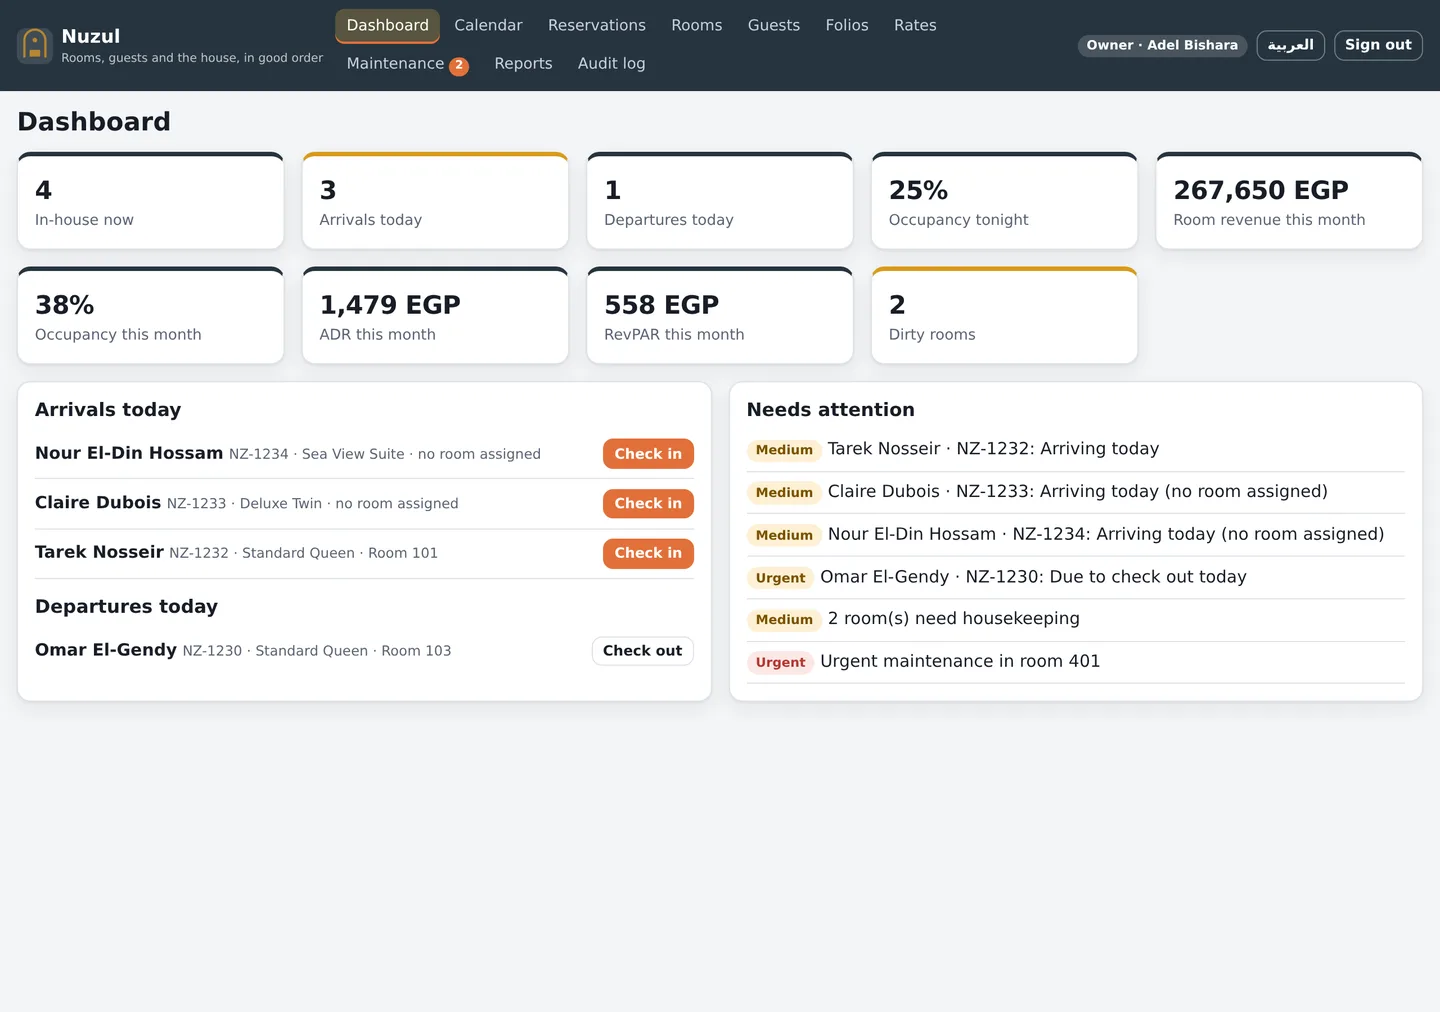 Nuzul
Rooms, guests and the house, in good order
Dashboard
Calendar
Reservations
Rooms
Guests
Folios
Rates
Maintenance 2
Reports
Audit log
Owner · Adel Bishara
العربية
Sign out
Dashboard
4
In-house now
3
Arrivals today
1
Departures today
25%
Occupancy tonight
267,650 EGP
Room revenue this month
38%
Occupancy this month
1,479 EGP
ADR this month
558 EGP
RevPAR this month
2
Dirty rooms
Arrivals today
Nour El-Din Hossam NZ-1234 · Sea View Suite · no room assigned
Check in
Claire Dubois NZ-1233 · Deluxe Twin · no room assigned
Check in
Tarek Nosseir NZ-1232 · Standard Queen · Room 101
Check in
Departures today
Omar El-Gendy NZ-1230 · Standard Queen · Room 103
Check out
Needs attention
Medium Tarek Nosseir · NZ-1232: Arriving today
Medium Claire Dubois · NZ-1233: Arriving today (no room assigned)
Medium Nour El-Din Hossam · NZ-1234: Arriving today (no room assigned)
Urgent Omar El-Gendy · NZ-1230: Due to check out today
Medium 2 room(s) need housekeeping
Urgent Urgent maintenance in room 401